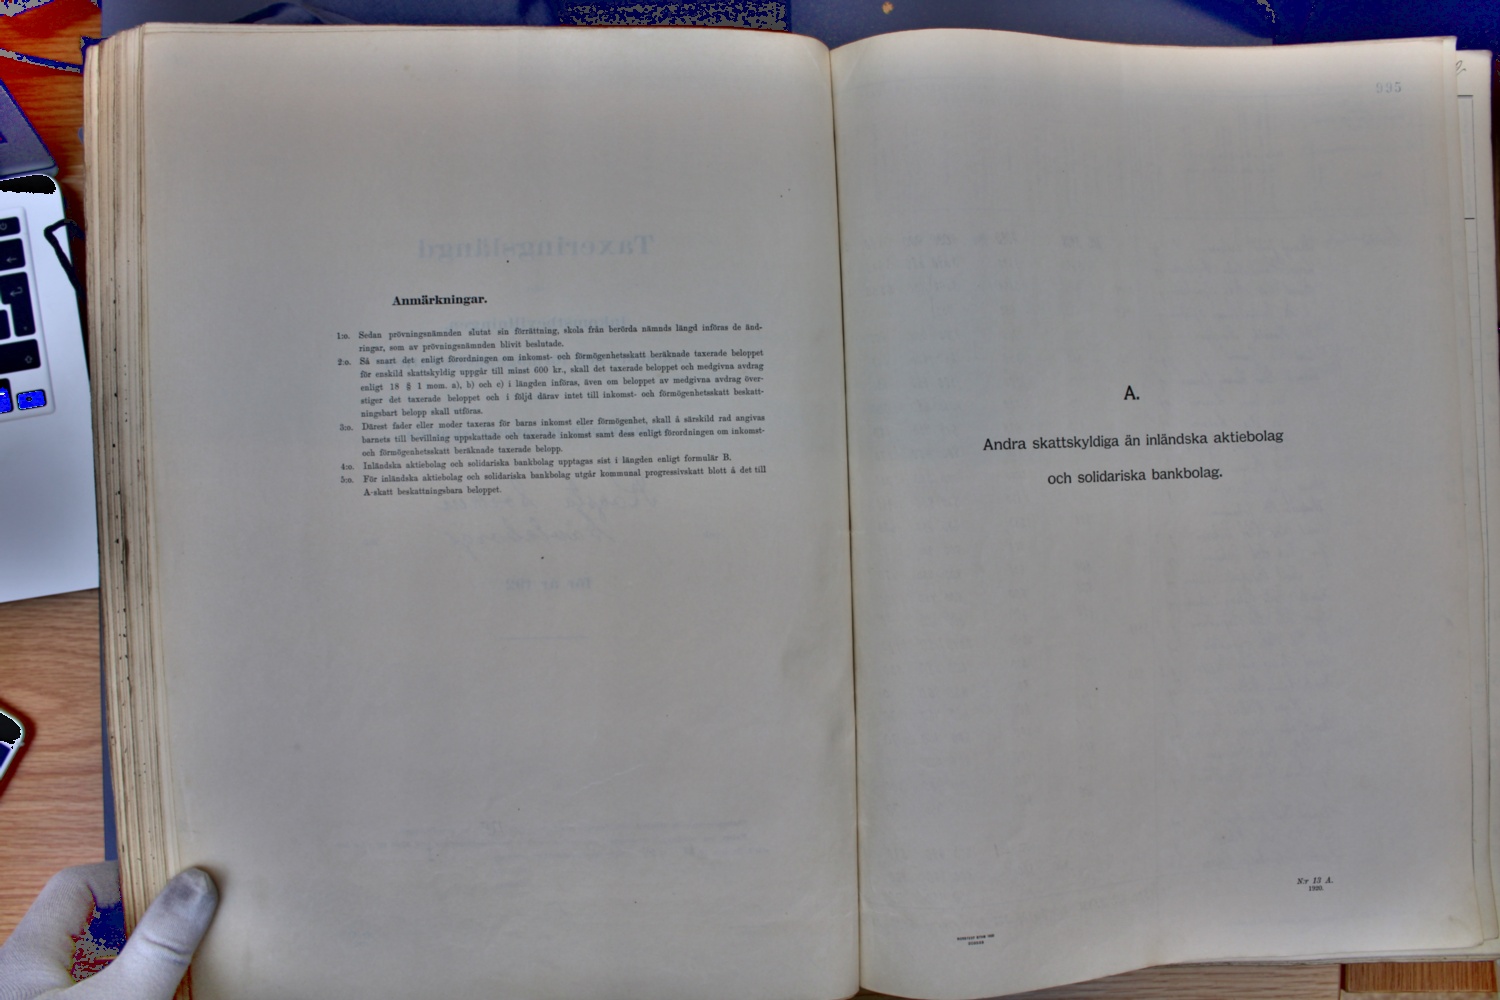 Anmärkningar.
1:o. Sedan prövningsnämnden slutat sin förrättning, skola från berörda nämnds längd införas de änd-
ringar, som av prövningsnämnden blivit beslutade.
2:o. Så snart det enligt förordningen om inkomst- och förmögenhetsskatt beräknade taxerade beloppet
för enskild skattskyldig uppgår till minst 600 kr., skall det taxerade beloppet och medgivna avdrag
enligt 18 § 1 mom. a), b) och c) i längden införas, även om beloppet av medgivna avdrag över-
stiger det taxerade beloppet och i följd därav intet till inkomst- och förmögenhetsskatt beskatt-
ningsbart belopp skall utföras.
3:o. Därest fader eller moder taxeras för barns inkomst eller förmögenhet, skall å särskild rad angivas
barnets till bevillning uppskattade och taxerade inkomst samt dess enligt förordningen om inkomst-
och förmögenhetsskatt beräknade taxerade belopp.
4:o. Inländska aktiebolag och solidariska bankbolag upptagas sist i längden enligt formulär B.
5:o. För inländska aktiebolag och solidariska bankbolag utgår kommunal progressivskatt blott å det till
A-skatt beskattningsbara beloppet.
995
A.
Andra skattskyldiga än inländska aktiebolag
och solidariska bankbolag.
N:r 13 A.
1920.